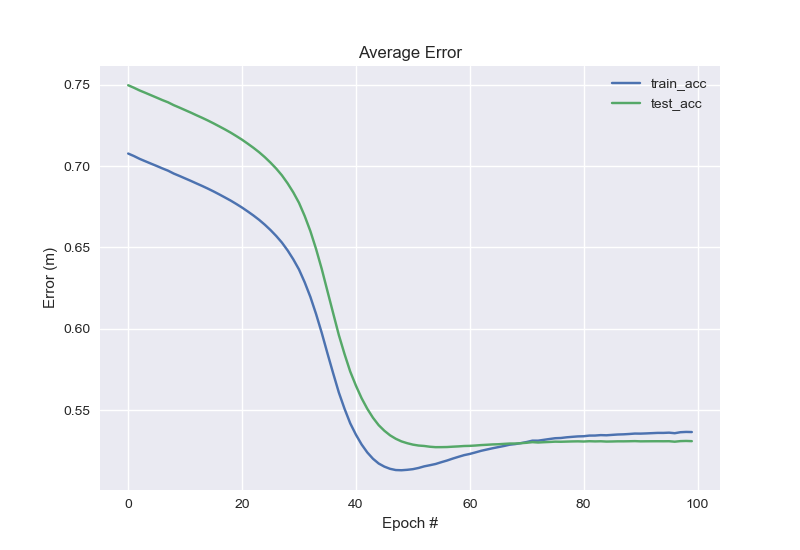 Average Error
train_acc
test_acc
0.75
0.70
0.65
0.60
0.55
Error (m)
0 20 40 60 80 100
Epoch #